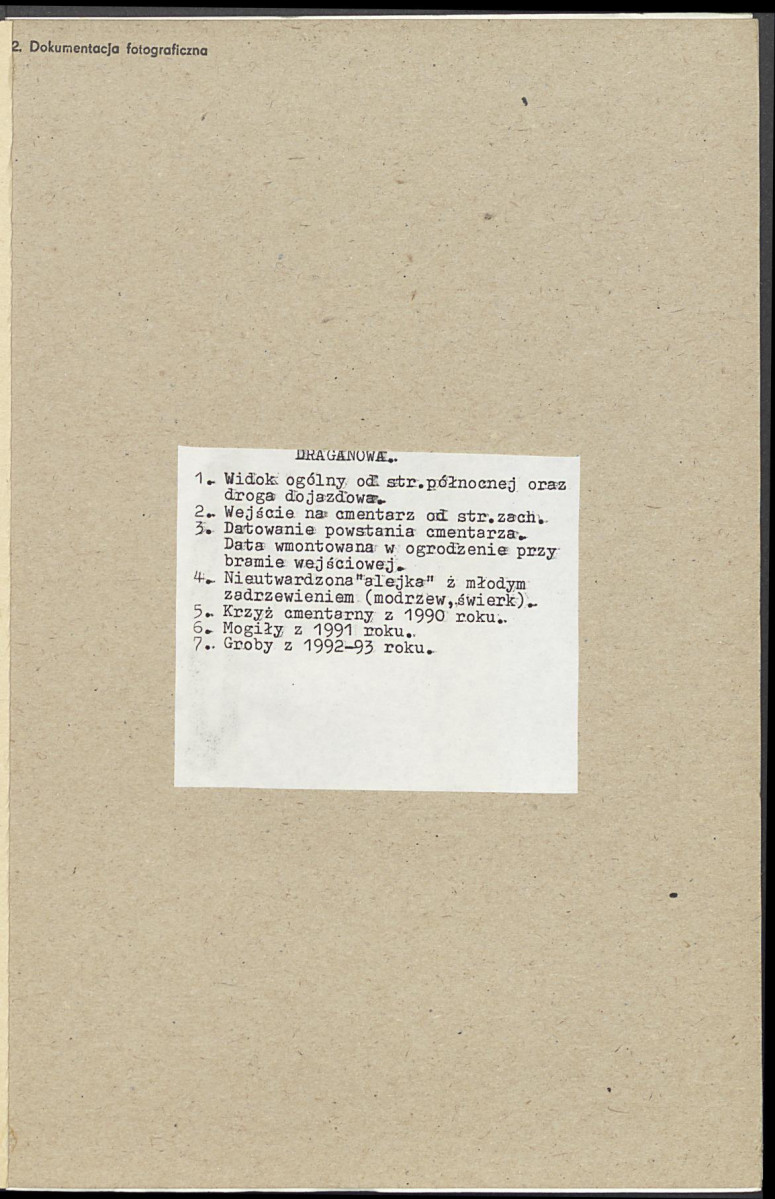 2. Dokumentacja fotograficzna
DRAGANOWA.
1. Widok ogólny od str.północnej oraz
droga dojazdowa.
2. Wejście na cmentarz od str.zach.
3. Datowanie powstania cmentarza.
Data wmontowana w ogrodzenie przy
bramie wejściowej.
4. Nieutwardzona"alejka" ż młodym
zadrzewieniem (modrzew,świerk).
5. Krzyż cmentarny z 1990 roku.
6. Mogiły z 1991 roku.
7. Groby z 1992-93 roku.